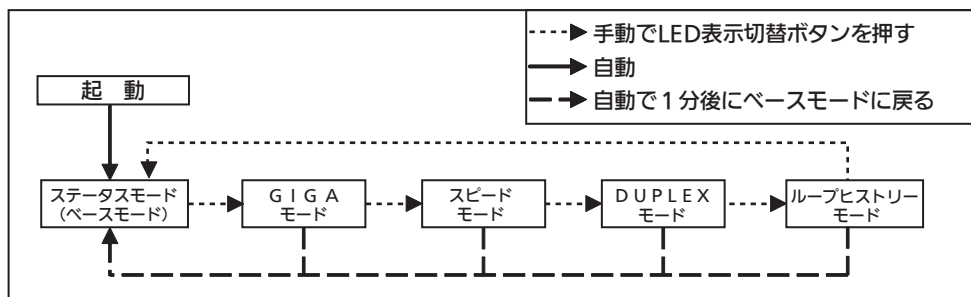 手動でLED表示切替ボタンを押す
自動
自動で1分後にベースモードに戻る
起 動
ステータスモード
(ベースモード)
GIGA
モード
スピード
モード
DUPLEX
モード
ループヒストリー
モード